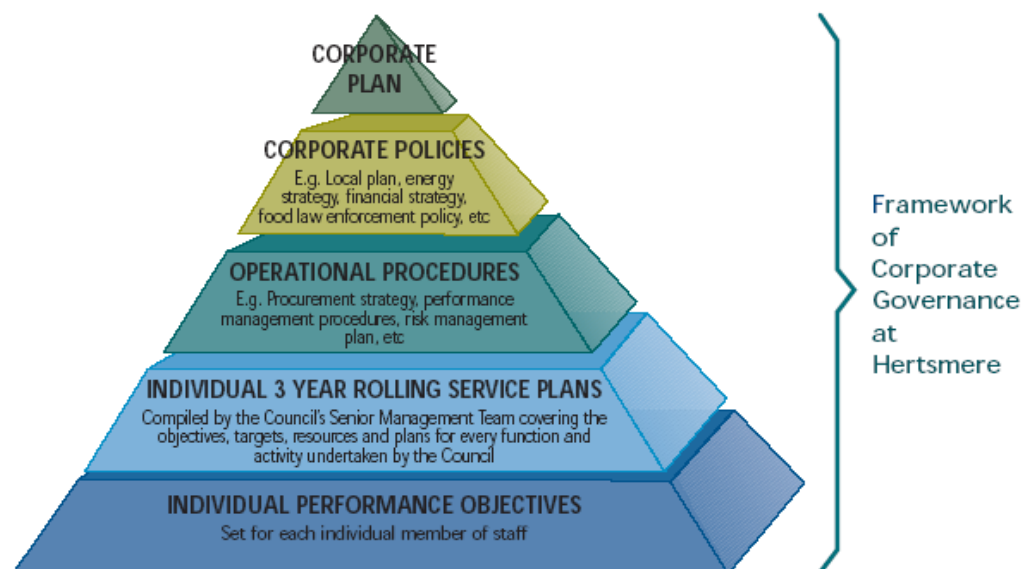 CORPORATE
PLAN
CORPORATE POLICIES
E.g. Local plan, energy
strategy, financial strategy,
food law enforcement policy, etc
OPERATIONAL PROCEDURES
E.g. Procurement strategy, performance
management procedures, risk management
plan, etc
INDIVIDUAL 3 YEAR ROLLING SERVICE PLANS
Compiled by the Council's Senior Management Team covering the
objectives, targets, resources and plans for every function and
activity undertaken by the Council
INDIVIDUAL PERFORMANCE OBJECTIVES
Set for each individual member of staff
Framework
of
Corporate
Governance
at
Hertsmere